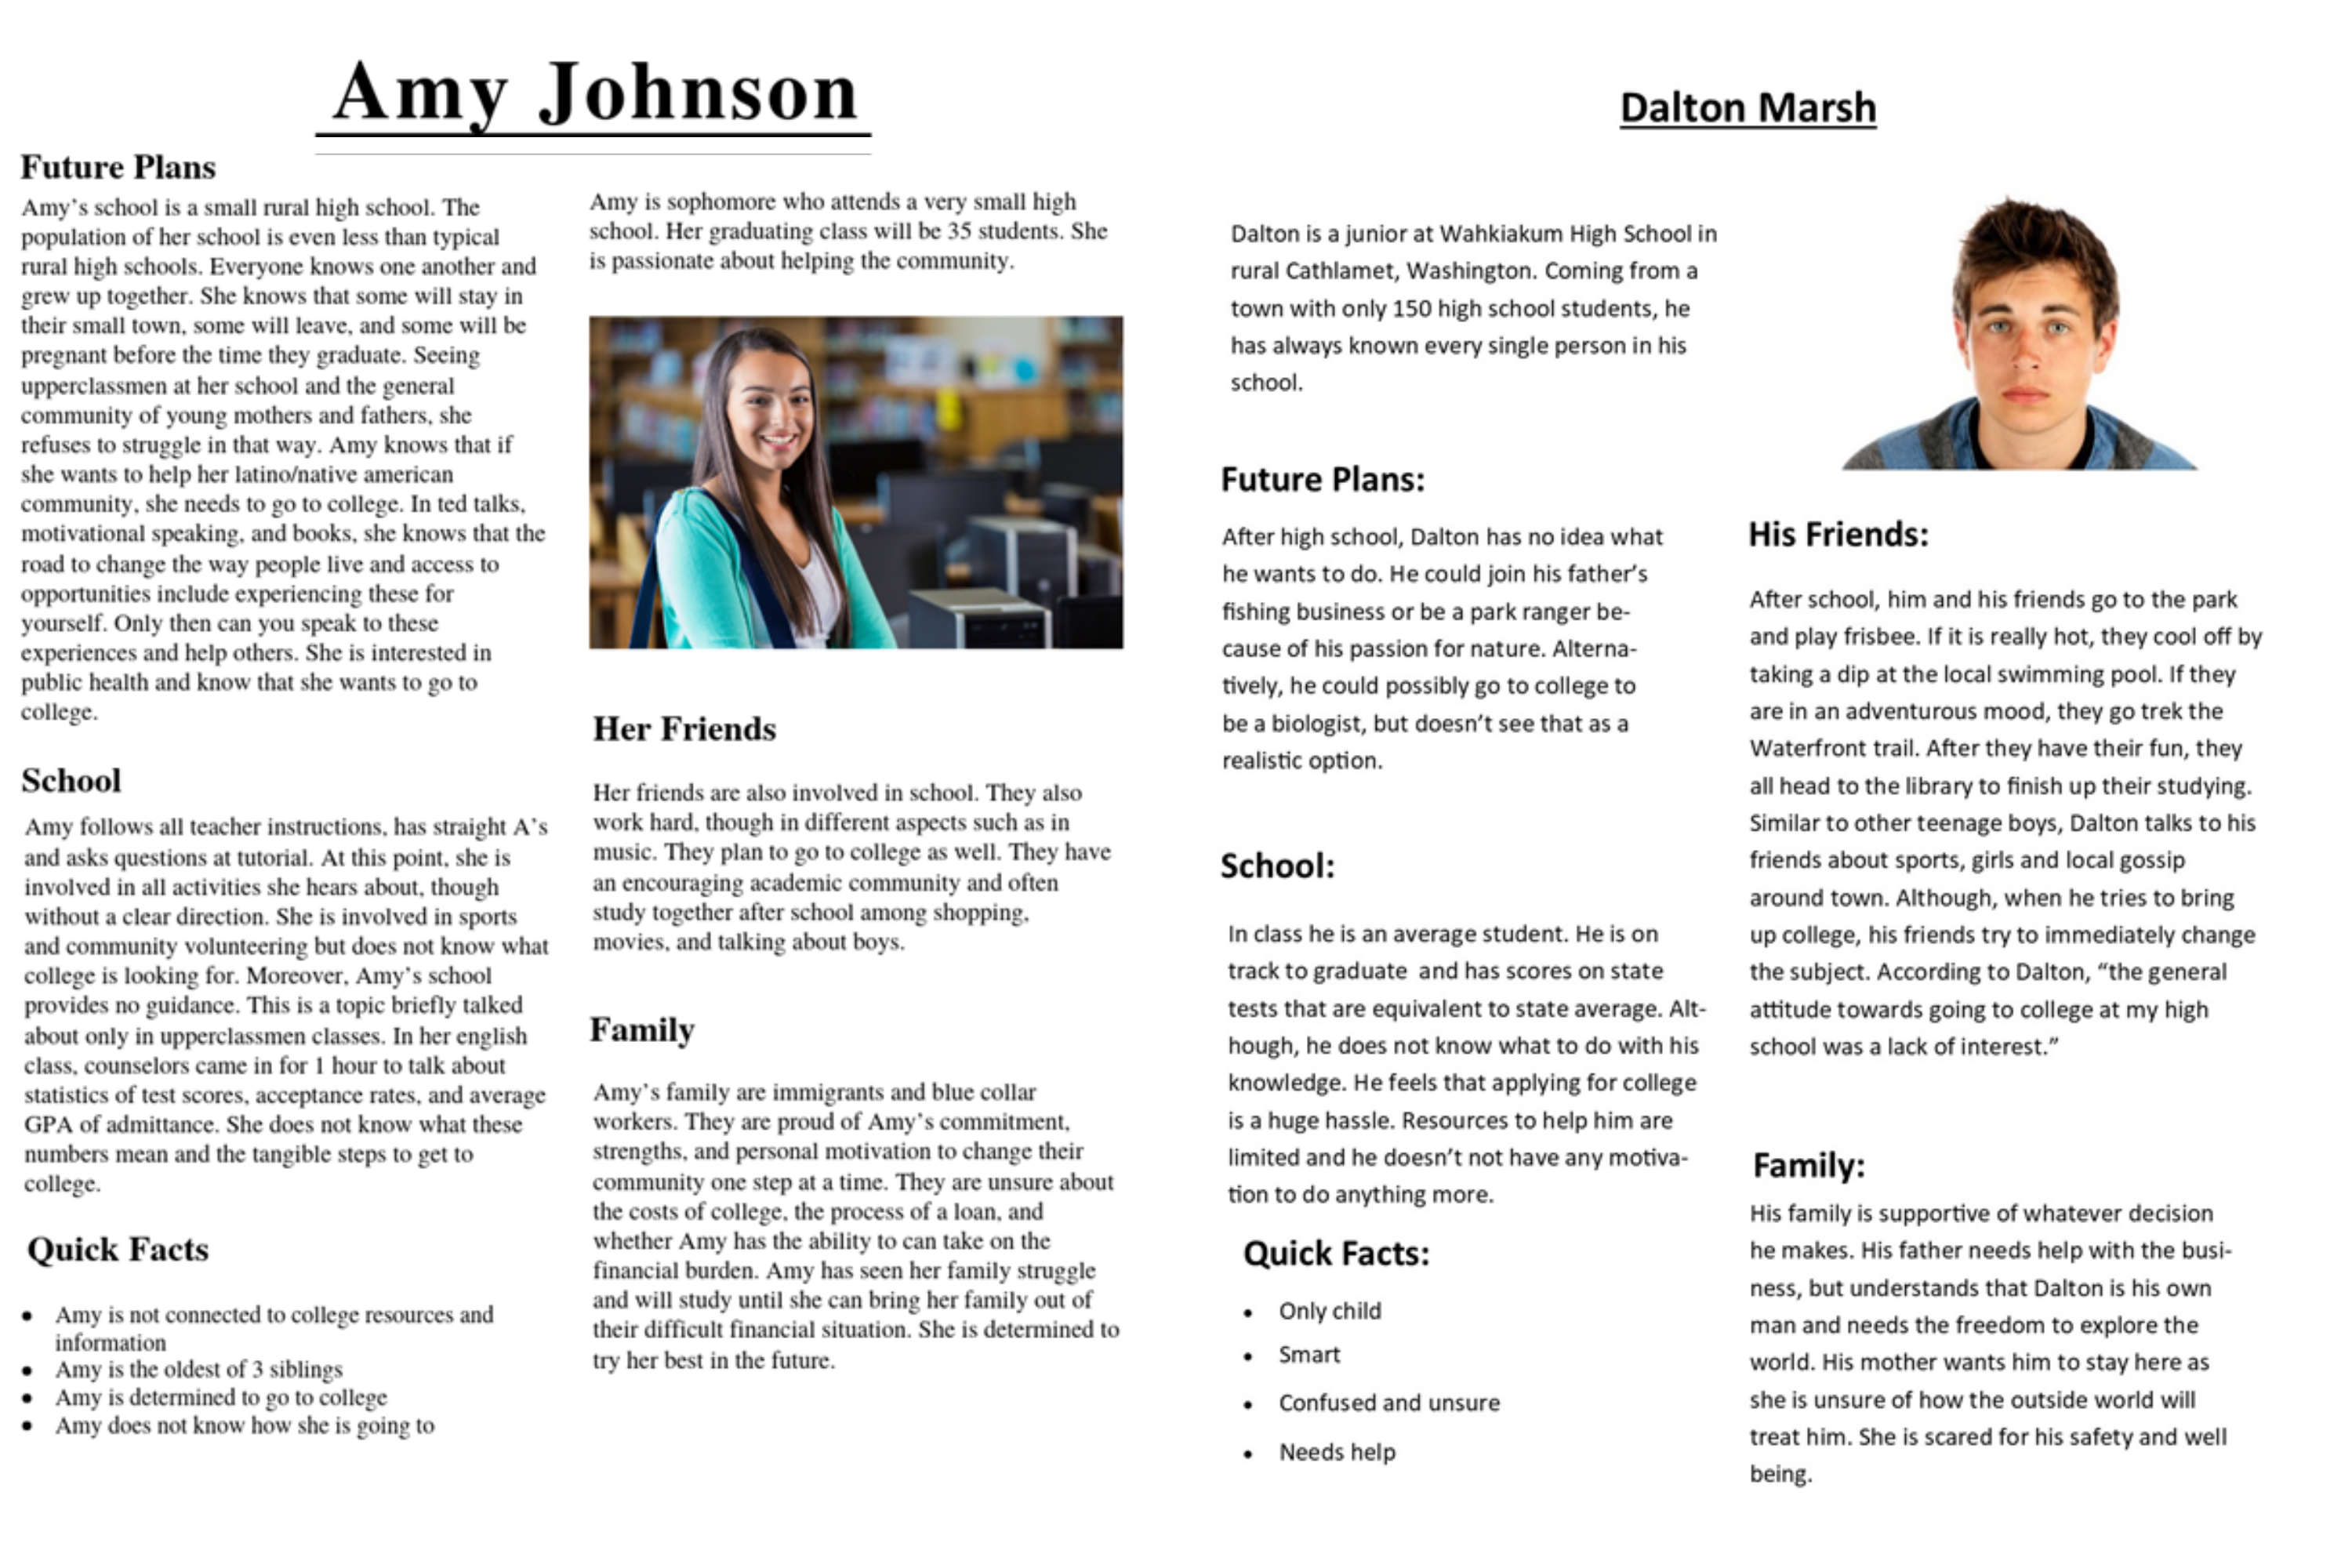 Amy Johnson
Future Plans
Amy’s school is a small rural high school. The
population of her school is even less than typical
rural high schools. Everyone knows one another and
grew up together. She knows that some will stay in
their small town, some will leave, and some will be
pregnant before the time they graduate. Seeing
upperclassmen at her school and the general
community of young mothers and fathers, she
refuses to struggle in that way. Amy knows that if
she wants to help her latino/native american
community, she needs to go to college. In ted talks,
motivational speaking, and books, she knows that the
road to change the way people live and access to
opportunities include experiencing these for
yourself. Only then can you speak to these
experiences and help others. She is interested in
public health and know that she wants to go to
college.
School
Amy follows all teacher instructions, has straight A’s
and asks questions at tutorial. At this point, she is
involved in all activities she hears about, though
without a clear direction. She is involved in sports
and community volunteering but does not know what
college is looking for. Moreover, Amy’s school
provides no guidance. This is a topic briefly talked
about only in upperclassmen classes. In her english
class, counselors came in for 1 hour to talk about
statistics of test scores, acceptance rates, and average
GPA of admittance. She does not know what these
numbers mean and the tangible steps to get to
college.
Quick Facts
• Amy is not connected to college resources and
information
• Amy is the oldest of 3 siblings
• Amy is determined to go to college
• Amy does not know how she is going to
Amy is sophomore who attends a very small high
school. Her graduating class will be 35 students. She
is passionate about helping the community.
Her Friends
Her friends are also involved in school. They also
work hard, though in different aspects such as in
music. They plan to go to college as well. They have
an encouraging academic community and often
study together after school among shopping,
movies, and talking about boys.
Family
Amy’s family are immigrants and blue collar
workers. They are proud of Amy’s commitment,
strengths, and personal motivation to change their
community one step at a time. They are unsure about
the costs of college, the process of a loan, and
whether Amy has the ability to can take on the
financial burden. Amy has seen her family struggle
and will study until she can bring her family out of
their difficult financial situation. She is determined to
try her best in the future.
Dalton Marsh
Dalton is a junior at Wahkiakum High School in
rural Cathlamet, Washington. Coming from a
town with only 150 high school students, he
has always known every single person in his
school.
Future Plans:
After high school, Dalton has no idea what
he wants to do. He could join his father’s
fishing business or be a park ranger be-
cause of his passion for nature. Alterna-
tively, he could possibly go to college to
be a biologist, but doesn’t see that as a
realistic option.
School:
In class he is an average student. He is on
track to graduate  and has scores on state
tests that are equivalent to state average. Alt-
hough, he does not know what to do with his
knowledge. He feels that applying for college
is a huge hassle. Resources to help him are
limited and he doesn’t not have any motiva-
tion to do anything more.
Quick Facts:
• Only child
• Smart
• Confused and unsure
• Needs help
His Friends:
After school, him and his friends go to the park
and play frisbee. If it is really hot, they cool off by
taking a dip at the local swimming pool. If they
are in an adventurous mood, they go trek the
Waterfront trail. After they have their fun, they
all head to the library to finish up their studying.
Similar to other teenage boys, Dalton talks to his
friends about sports, girls and local gossip
around town. Although, when he tries to bring
up college, his friends try to immediately change
the subject. According to Dalton, “the general
attitude towards going to college at my high
school was a lack of interest.”
Family:
His family is supportive of whatever decision
he makes. His father needs help with the busi-
ness, but understands that Dalton is his own
man and needs the freedom to explore the
world. His mother wants him to stay here as
she is unsure of how the outside world will
treat him. She is scared for his safety and well
being.